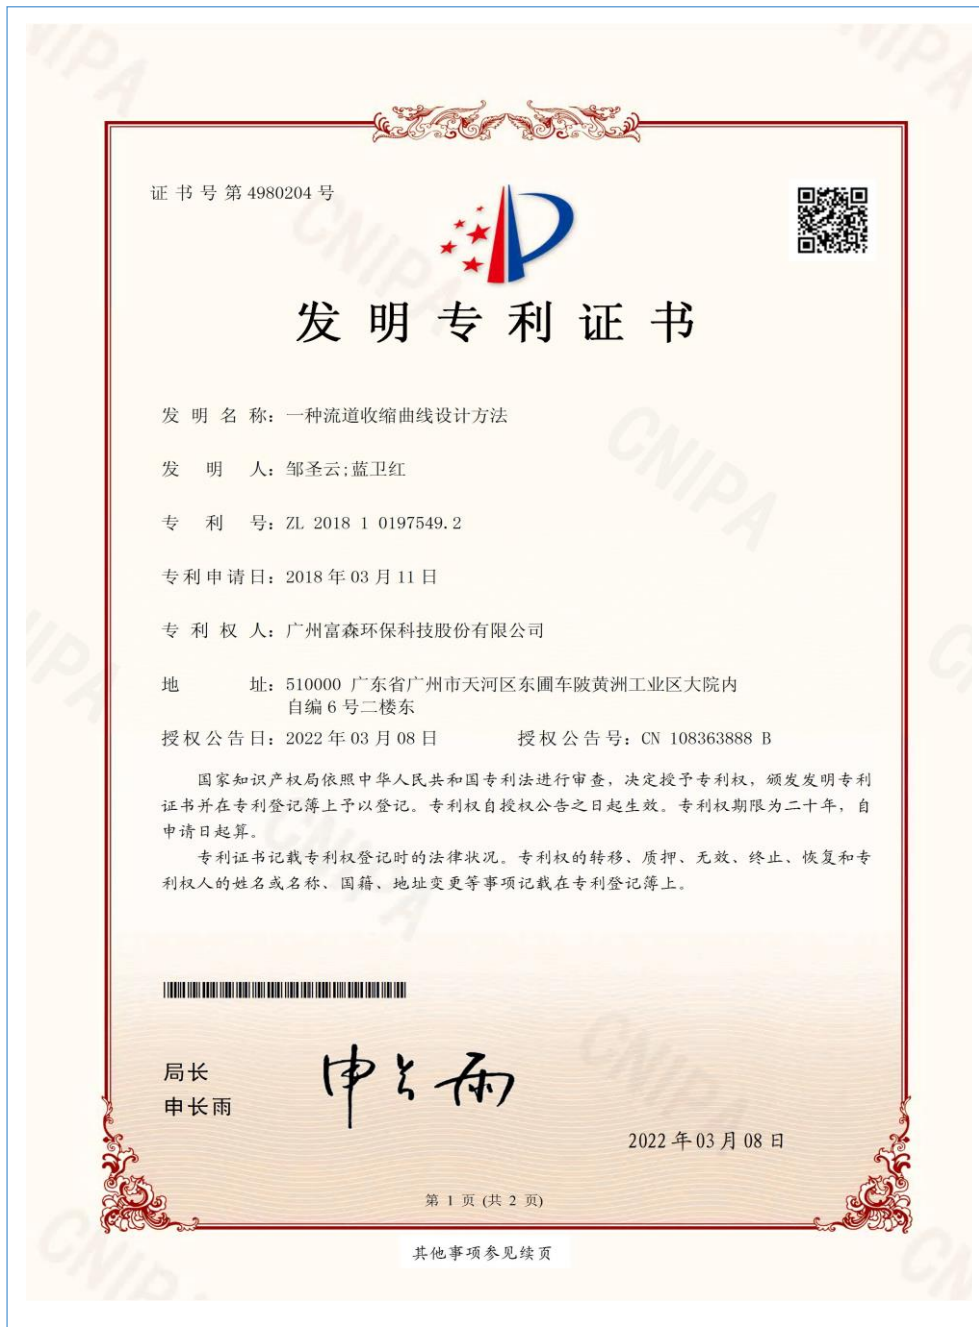 证书号第4980204号
发明专利证书
发明名称：一种流道收缩曲线设计方法
发明人：邹圣云;蓝卫红
专利号：ZL 2018 1 0197549.2
专利申请日：2018年03月11日
专利权人：广州富森环保科技股份有限公司
地址：510000 广东省广州市天河区东圃车陂黄洲工业区大院内
自编6号二楼东
授权公告日：2022年03月08日 授权公告号：CN 108363888 B
国家知识产权局依照中华人民共和国专利法进行审查，决定授予专利权，颁发发明专利
证书并在专利登记簿上予以登记。专利权自授权公告之日起生效。专利权期限为二十年，自
申请日起算。
专利证书记载专利权登记时的法律状况。专利权的转移、质押、无效、终止、恢复和专
利权人的姓名或名称、国籍、地址变更等事项记载在专利登记簿上。
局长
申长雨
申长雨
2022年03月08日
第 1 页 (共 2 页)
其他事项参见续页
CNIPA
CNIPA
CNIPA
CNIPA
CNIPA
CNIPA